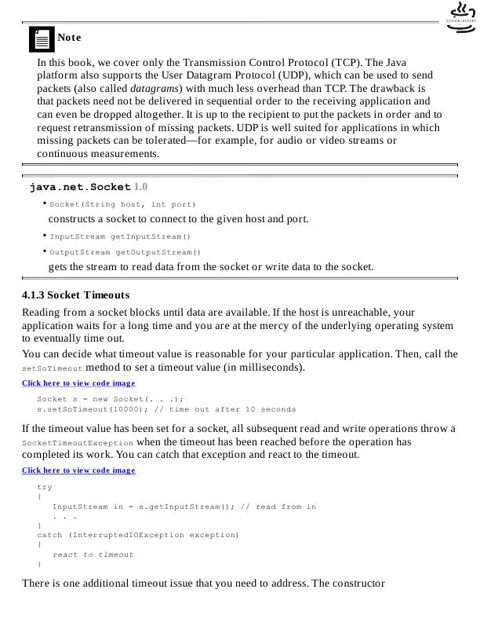 Note
In this book, we cover only the Transmission Control Protocol (TCP). The Java
platform also supports the User Datagram Protocol (UDP), which can be used to send
packets (also called datagrams) with much less overhead than TCP. The drawback is
that packets need not be delivered in sequential order to the receiving application and
can even be dropped altogether. It is up to the recipient to put the packets in order and to
request retransmission of missing packets. UDP is well suited for applications in which
missing packets can be tolerated—for example, for audio or video streams or
continuous measurements.
java.net.Socket 1.0
• Socket(String host, int port)
constructs a socket to connect to the given host and port.
• InputStream getInputStream()
• OutputStream getOutputStream()
gets the stream to read data from the socket or write data to the socket.
4.1.3 Socket Timeouts
Reading from a socket blocks until data are available. If the host is unreachable, your
application waits for a long time and you are at the mercy of the underlying operating system
to eventually time out.
You can decide what timeout value is reasonable for your particular application. Then, call the
setSoTimeout method to set a timeout value (in milliseconds).
Click here to view code image
Socket s = new Socket(. . .);
s.setSoTimeout(10000); // time out after 10 seconds
If the timeout value has been set for a socket, all subsequent read and write operations throw a
SocketTimeoutException when the timeout has been reached before the operation has
completed its work. You can catch that exception and react to the timeout.
Click here to view code image
try
{
InputStream in = s.getInputStream(); // read from in
. . .
}
catch (InterruptedIOException exception)
{
react to timeout
}
There is one additional timeout issue that you need to address. The constructor